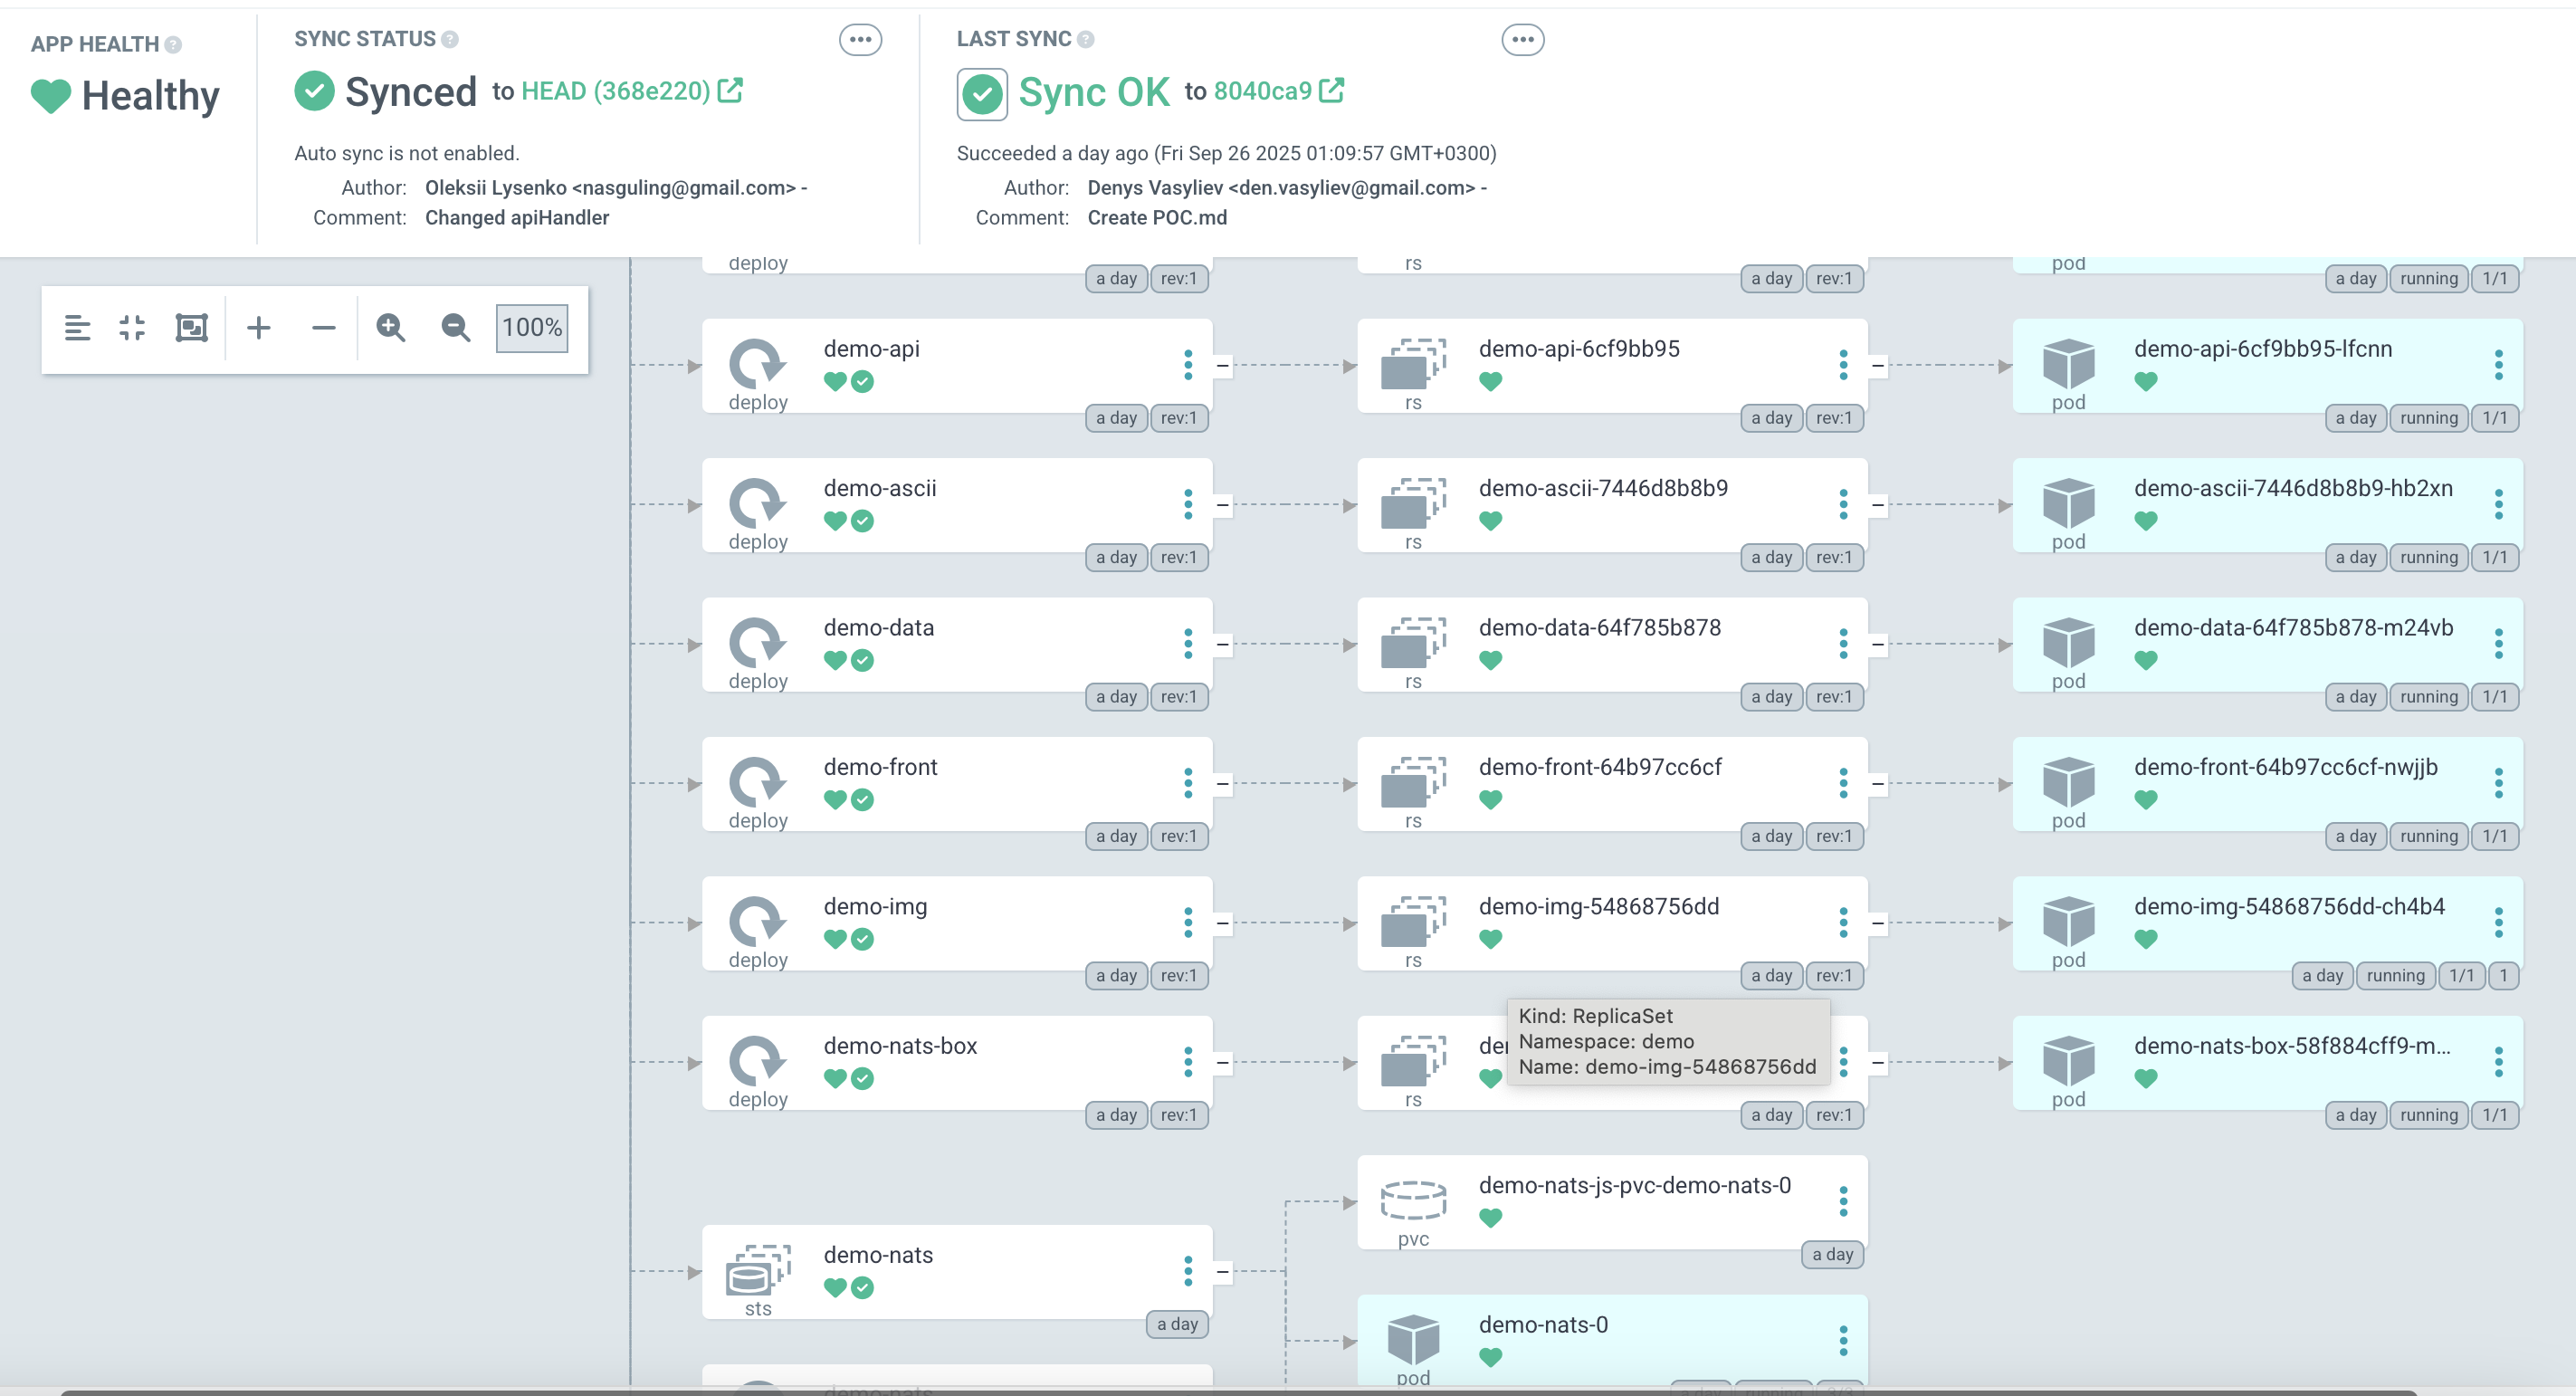 APP HEALTH
Healthy
SYNC STATUS
Synced to HEAD (368e220)
Auto sync is not enabled.
Author: Oleksii Lysenko <nasguling@gmail.com> -
Comment: Changed apiHandler
LAST SYNC
Sync OK to 8040ca9
Succeeded a day ago (Fri Sep 26 2025 01:09:57 GMT+0300)
Author: Denys Vasyliev <den.vasyliev@gmail.com> -
Comment: Create POC.md
100%
deploy
a day rev:1
rs
a day rev:1
pod
a day running 1/1
demo-api
deploy
a day rev:1
demo-api-6cf9bb95
rs
a day rev:1
demo-api-6cf9bb95-lfcnn
pod
a day running 1/1
demo-ascii
deploy
a day rev:1
demo-ascii-7446d8b8b9
rs
a day rev:1
demo-ascii-7446d8b8b9-hb2xn
pod
a day running 1/1
demo-data
deploy
a day rev:1
demo-data-64f785b878
rs
a day rev:1
demo-data-64f785b878-m24vb
pod
a day running 1/1
demo-front
deploy
a day rev:1
demo-front-64b97cc6cf
rs
a day rev:1
demo-front-64b97cc6cf-nwjjb
pod
a day running 1/1
demo-img
deploy
a day rev:1
demo-img-54868756dd
rs
a day rev:1
demo-img-54868756dd-ch4b4
pod
a day running 1/1 1
demo-nats-box
deploy
a day rev:1
Kind: ReplicaSet
Namespace: demo
Name: demo-img-54868756dd
rs
a day rev:1
demo-nats-box-58f884cff9-m...
pod
a day running 1/1
demo-nats-js-pvc-demo-nats-0
pvc
a day
demo-nats
sts
a day
demo-nats-0
pod